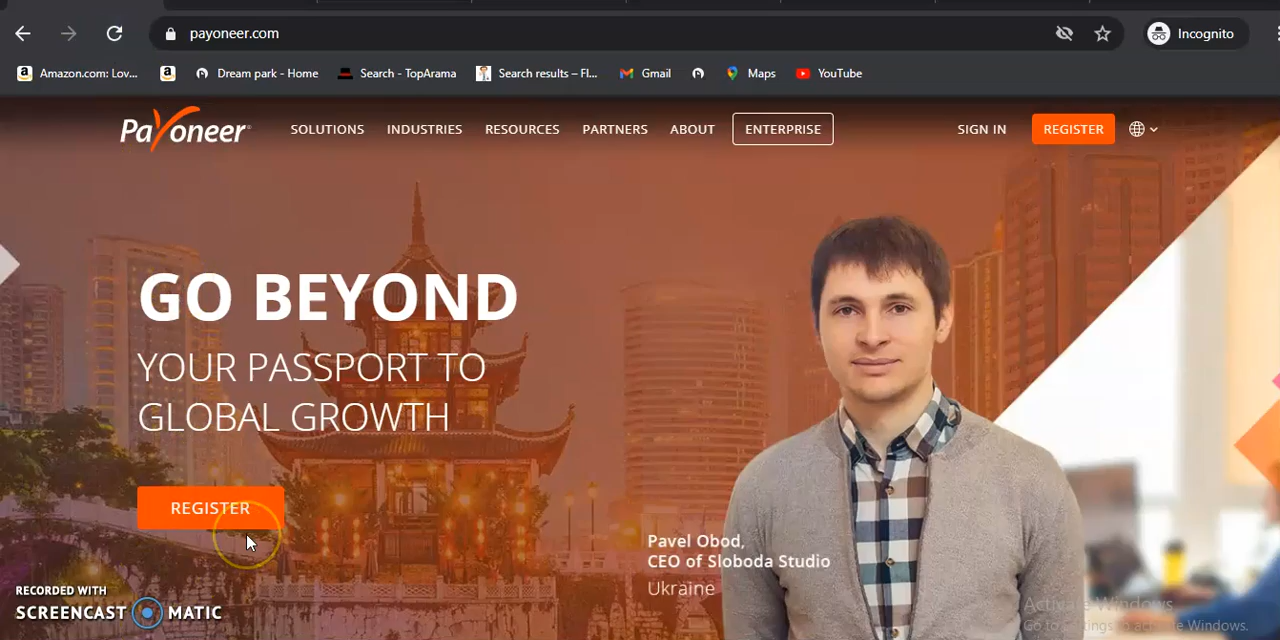 payoneer.com
Incognito
Amazon.com: Lov...
Dream park - Home
Search - TopArama
Search results – Fl...
Gmail
Maps
YouTube
Payoneer
SOLUTIONS
INDUSTRIES
RESOURCES
PARTNERS
ABOUT
ENTERPRISE
SIGN IN
REGISTER
GO BEYOND
YOUR PASSPORT TO
GLOBAL GROWTH
REGISTER
Pavel Obod,
CEO of Sloboda Studio
Ukraine
RECORDED WITH
SCREENCAST MATIC
Activate Windows
Go to Settings to activate Windows.